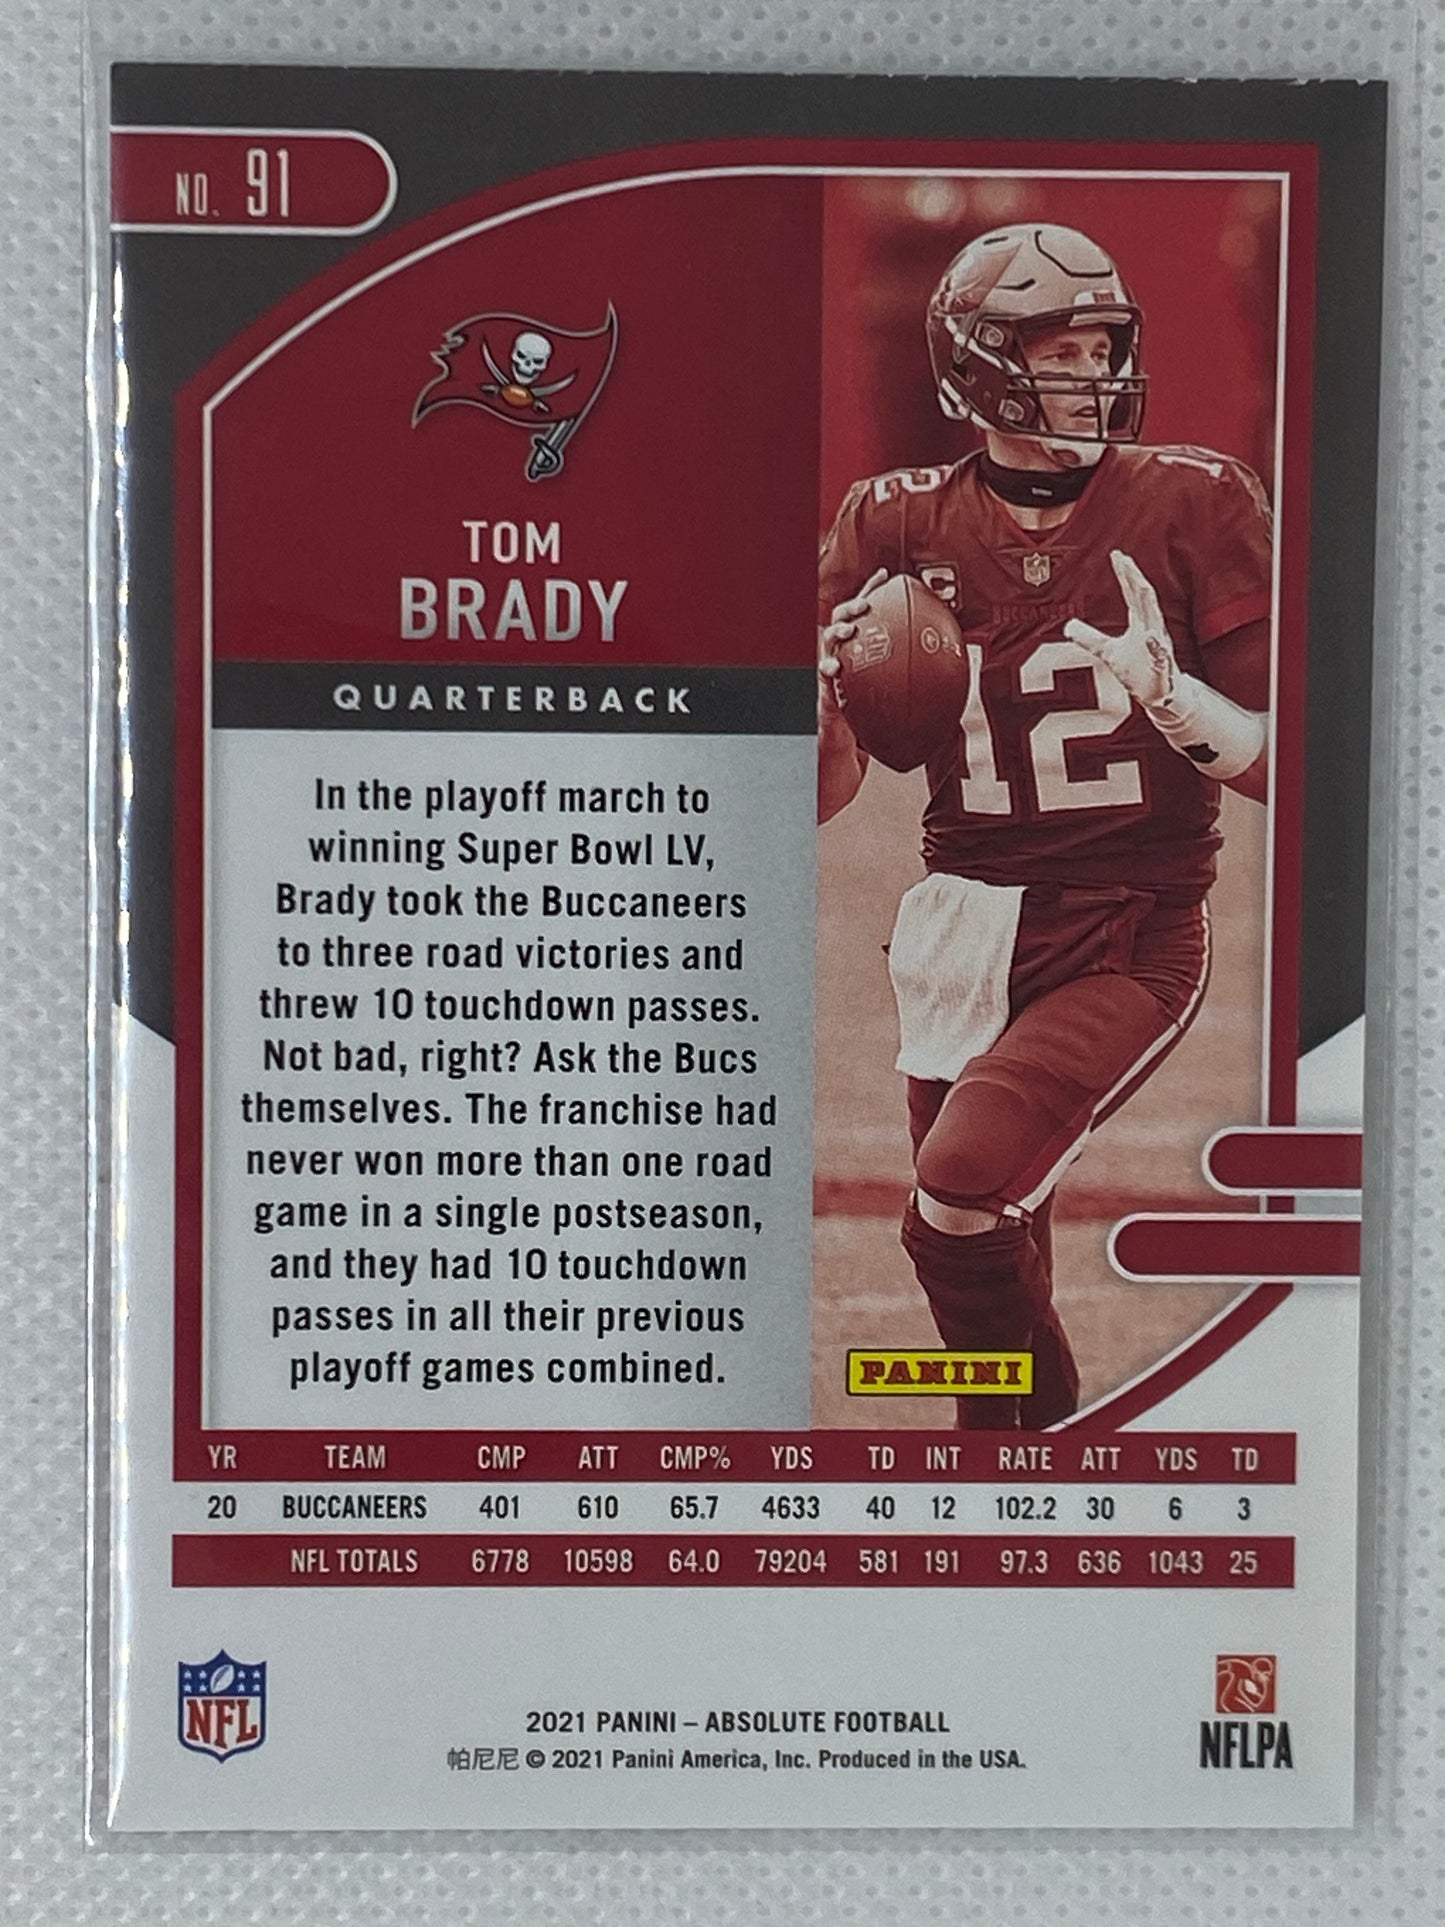 NO. 91
TOM
BRADY
QUARTERBACK
In the playoff march to
winning Super Bowl LV,
Brady took the Buccaneers
to three road victories and
threw 10 touchdown passes.
Not bad, right? Ask the Bucs
themselves. The franchise had
never won more than one road
game in a single postseason,
and they had 10 touchdown
passes in all their previous
playoff games combined.
12
12
C
BUCCANEERS
12
PANINI
YR TEAM CMP ATT CMP% YDS TD INT RATE ATT YDS TD
20 BUCCANEERS 401 610 65.7 4633 40 12 102.2 30 6 3
NFL TOTALS 6778 10598 64.0 79204 581 191 97.3 636 1043 25
NFL
2021 PANINI – ABSOLUTE FOOTBALL
帕尼尼 © 2021 Panini America, Inc. Produced in the USA.
NFLPA